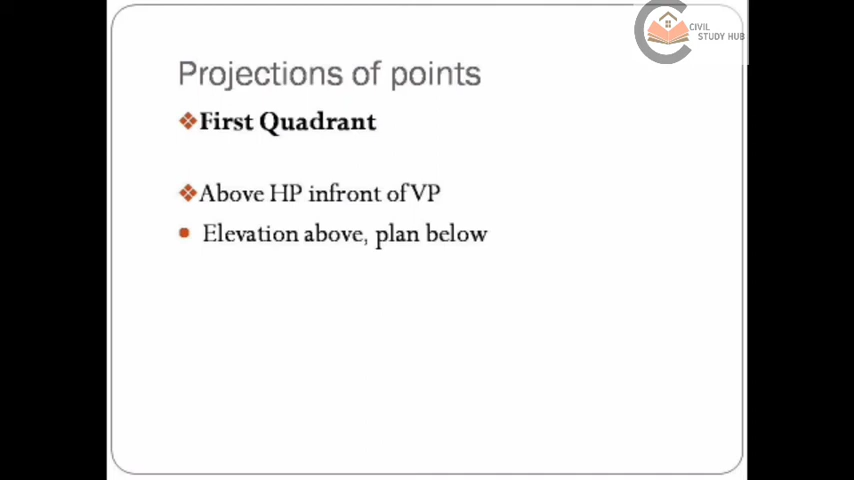 CIVIL
STUDY HUB
Projections of points
First Quadrant
Above HP infront of VP
Elevation above, plan below